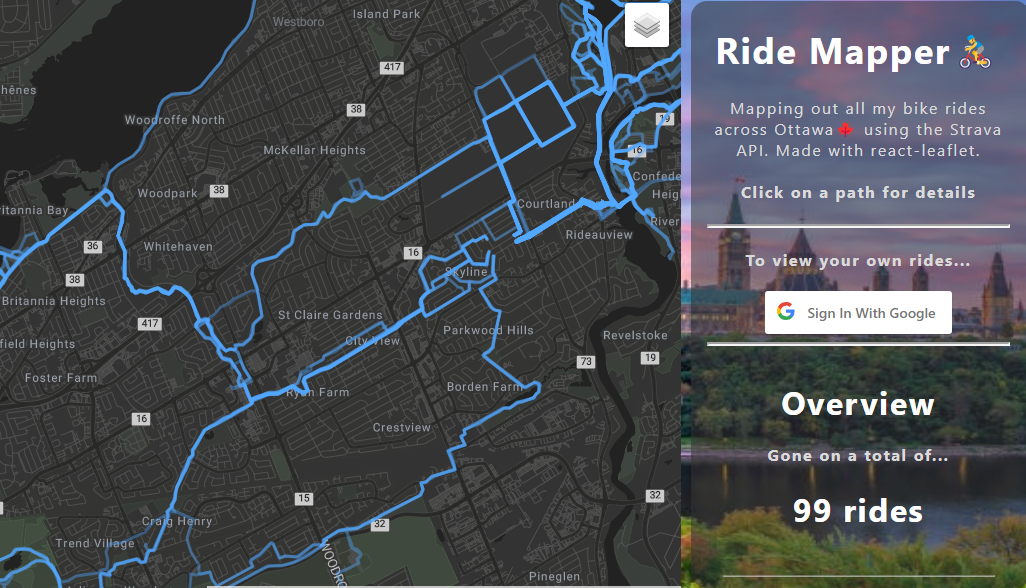 Island Park
Westboro
417
hênes
38
Woodroffe North
19
McKellar Heights
16
Confede
Woodpark
38
Heig
Courtland
ritannia Bay
River
Rideauview
36
Whitehaven
16
Skyline
38
Britannia Heights
St Claire Gardens
417
Parkwood Hills
Revelstoke
City View
field Heights
19
73
Foster Farm
Borden Farm
Ryan Farm
16
Crestview
15
32
Craig Henry
32
Trend Village
WOODRO
Pineglen
Ride Mapper 🚴
Mapping out all my bike rides
across Ottawa 🍁 using the Strava
API. Made with react-leaflet.
Click on a path for details
To view your own rides...
G Sign In With Google
Overview
Gone on a total of...
99 rides